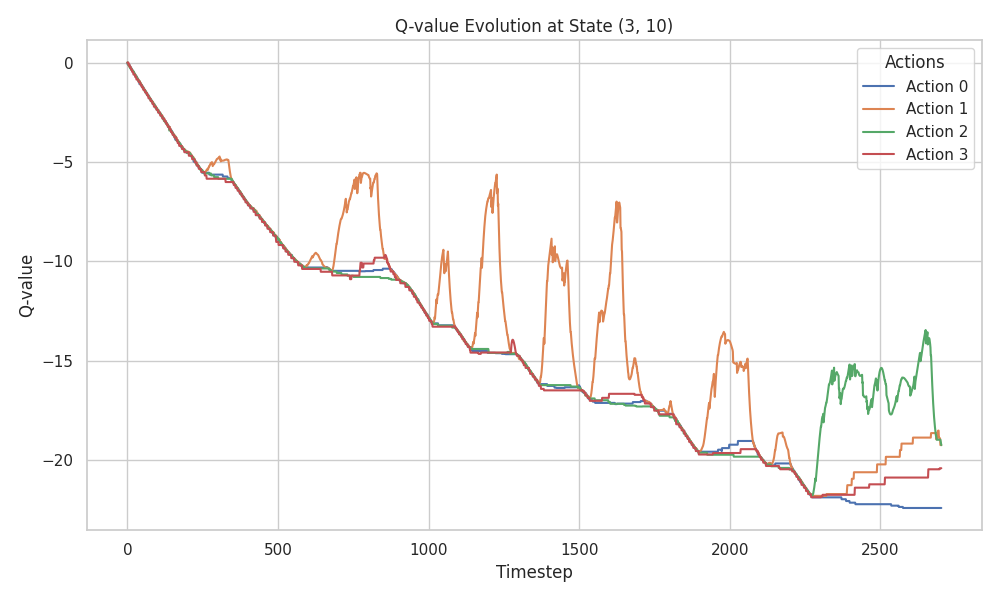 Q-value Evolution at State (3, 10)
Actions
Action 0
Action 1
Action 2
Action 3
Q-value
0
−5
−10
−15
−20
0 500 1000 1500 2000 2500
Timestep